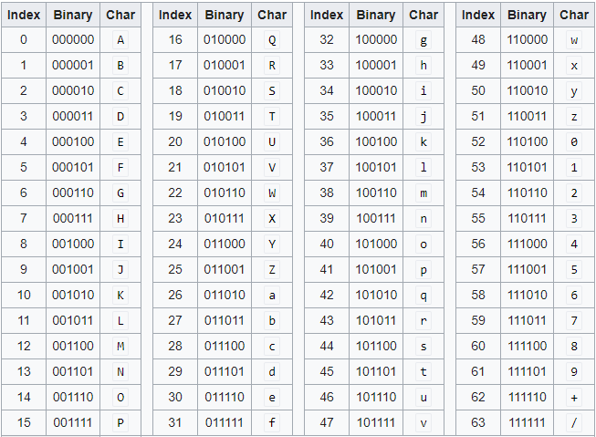 Index Binary Char Index Binary Char Index Binary Char Index Binary Char
0 000000 A 16 010000 Q 32 100000 g 48 110000 w
1 000001 B 17 010001 R 33 100001 h 49 110001 x
2 000010 C 18 010010 S 34 100010 i 50 110010 y
3 000011 D 19 010011 T 35 100011 j 51 110011 z
4 000100 E 20 010100 U 36 100100 k 52 110100 0
5 000101 F 21 010101 V 37 100101 l 53 110101 1
6 000110 G 22 010110 W 38 100110 m 54 110110 2
7 000111 H 23 010111 X 39 100111 n 55 110111 3
8 001000 I 24 011000 Y 40 101000 o 56 111000 4
9 001001 J 25 011001 Z 41 101001 p 57 111001 5
10 001010 K 26 011010 a 42 101010 q 58 111010 6
11 001011 L 27 011011 b 43 101011 r 59 111011 7
12 001100 M 28 011100 c 44 101100 s 60 111100 8
13 001101 N 29 011101 d 45 101101 t 61 111101 9
14 001110 O 30 011110 e 46 101110 u 62 111110 +
15 001111 P 31 011111 f 47 101111 v 63 111111 /